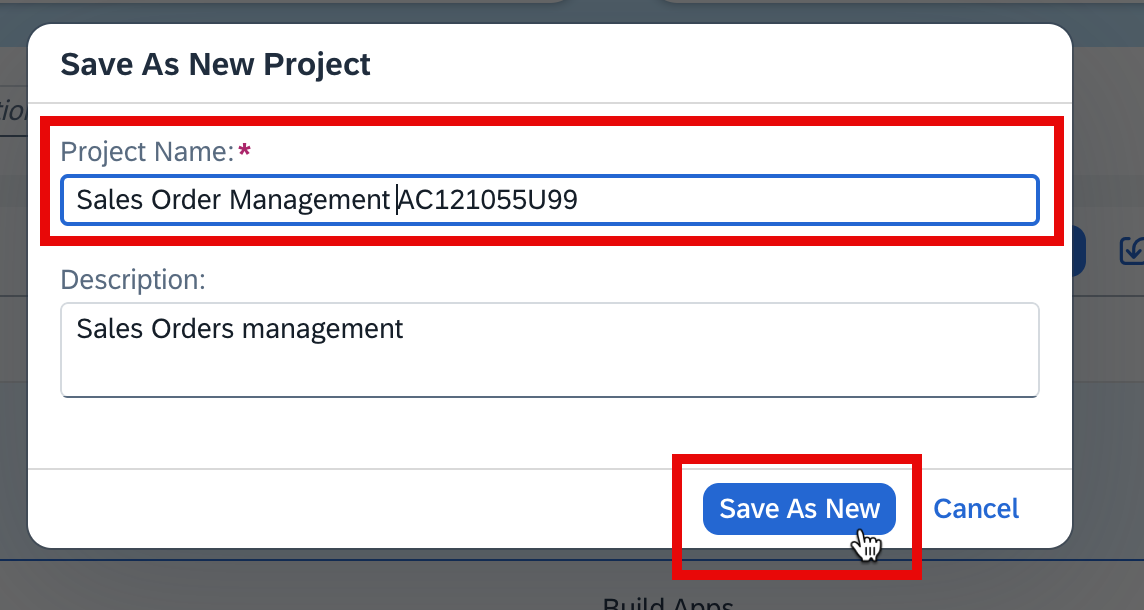 Save As New Project
Project Name:*
Sales Order Management AC121055U99
Description:
Sales Orders management
Save As New
Cancel
Build Apps